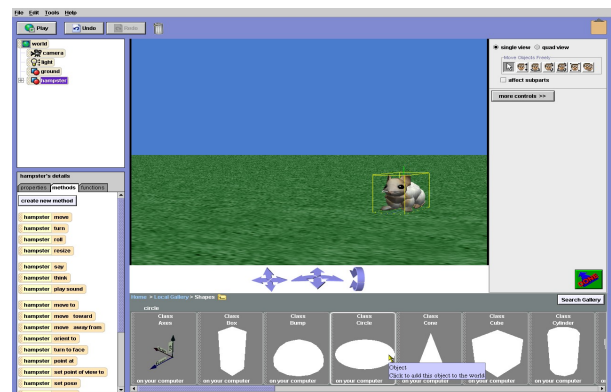 File Edit Tools Help
Play Undo Redo
world
camera
light
ground
hampster
single view quad view
Move Objects Freely
affect subparts
more controls >>
hampster's details
properties methods functions
create new method
hampster move
hampster turn
hampster roll
hampster resize
hampster say
hampster think
hampster play sound
hampster move to
hampster move toward
hampster move away from
hampster orient to
hampster turn to face
hampster point at
hampster set point of view to
hampster set pose
Home > Local Gallery > Shapes
Search Gallery
circle
Class Class Class Class Class Class Class
Axes Box Bump Circle Cone Cube Cylinder
Object
Click to add this object to the world
on your computer on your computer on your computer on your computer on your computer on your computer